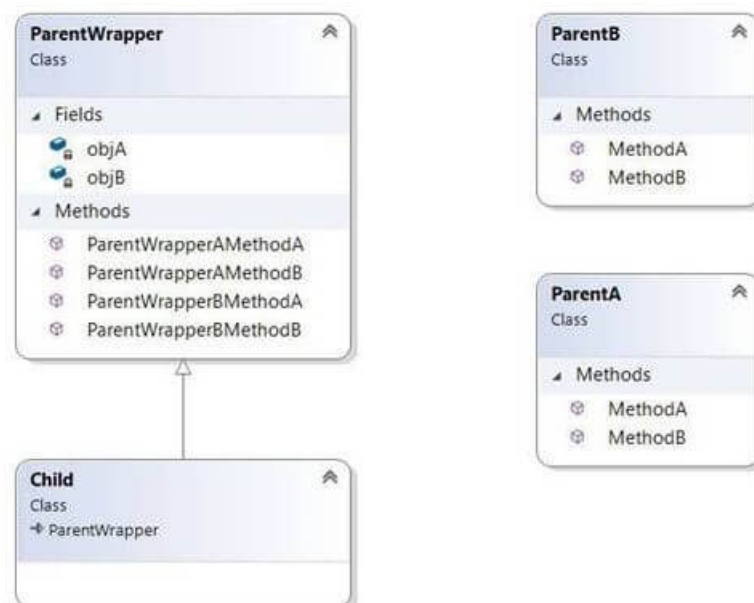 ParentWrapper
Class
Fields
objA
objB
Methods
ParentWrapperAMethodA
ParentWrapperAMethodB
ParentWrapperBMethodA
ParentWrapperBMethodB
Child
Class
ParentWrapper
ParentB
Class
Methods
MethodA
MethodB
ParentA
Class
Methods
MethodA
MethodB